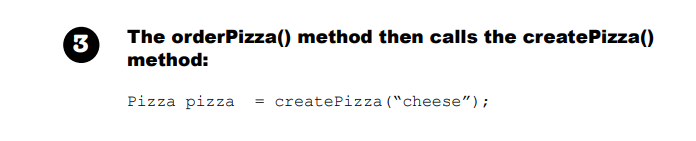 3
The orderPizza() method then calls the createPizza()
method:
Pizza pizza  = createPizza(“cheese”);